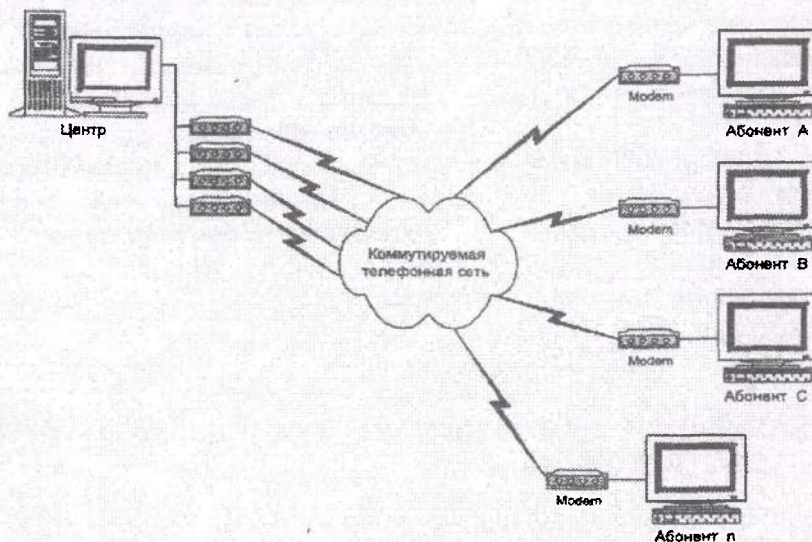 Центр
Modem
Абонент A
Modem
Абонент B
Коммутируемая
телефонная сеть
Modem
Абонент C
Modem
Абонент n